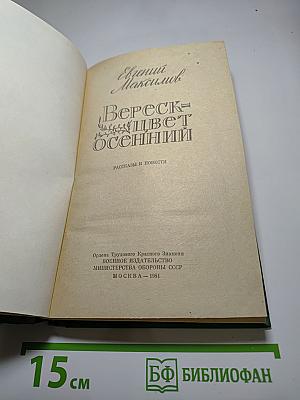 Евгений
Максимов
Вереск-
цвет
осенний
РАССКАЗЫ И ПОВЕСТИ
Ордена Трудового Красного Знамени
ВОЕННОЕ ИЗДАТЕЛЬСТВО
МИНИСТЕРСТВА ОБОРОНЫ СССР
МОСКВА — 1981
15 см
БФ БИБЛИОФАН